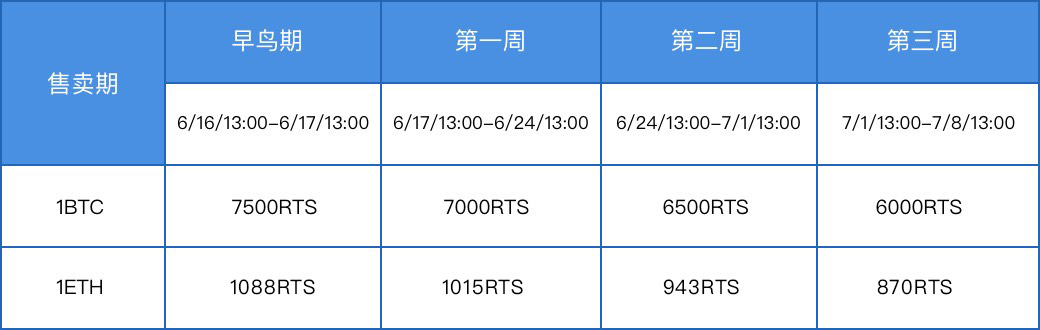 售卖期
早鸟期 第一周 第二周 第三周
6/16/13:00-6/17/13:00 6/17/13:00-6/24/13:00 6/24/13:00-7/1/13:00 7/1/13:00-7/8/13:00
1BTC 7500RTS 7000RTS 6500RTS 6000RTS
1ETH 1088RTS 1015RTS 943RTS 870RTS